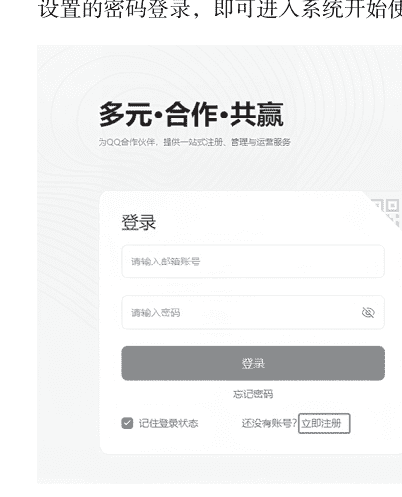 设置的密码登录，即可进入系统开始使
多元·合作·共赢
为QQ合作伙伴，提供一站式注册、管理与运营服务
登录
请输入邮箱账号
请输入密码
登录
忘记密码
记住登录状态 还没有账号? 立即注册